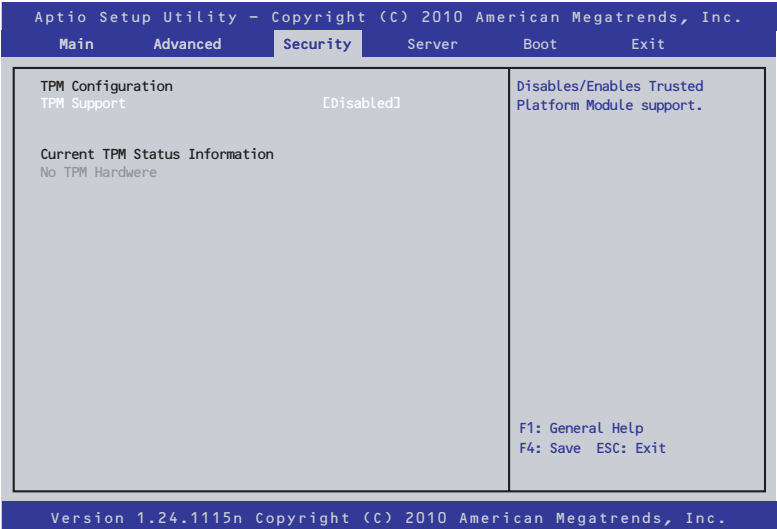 Aptio Setup Utility – Copyright (C) 2010 American Megatrends, Inc.
Main Advanced Security Server Boot Exit
TPM Configuration
TPM Support [Disabled]
Current TPM Status Information
No TPM Hardwere
Disables/Enables Trusted
Platform Module support.
F1: General Help
F4: Save ESC: Exit
Version 1.24.1115n Copyright (C) 2010 American Megatrends, Inc.